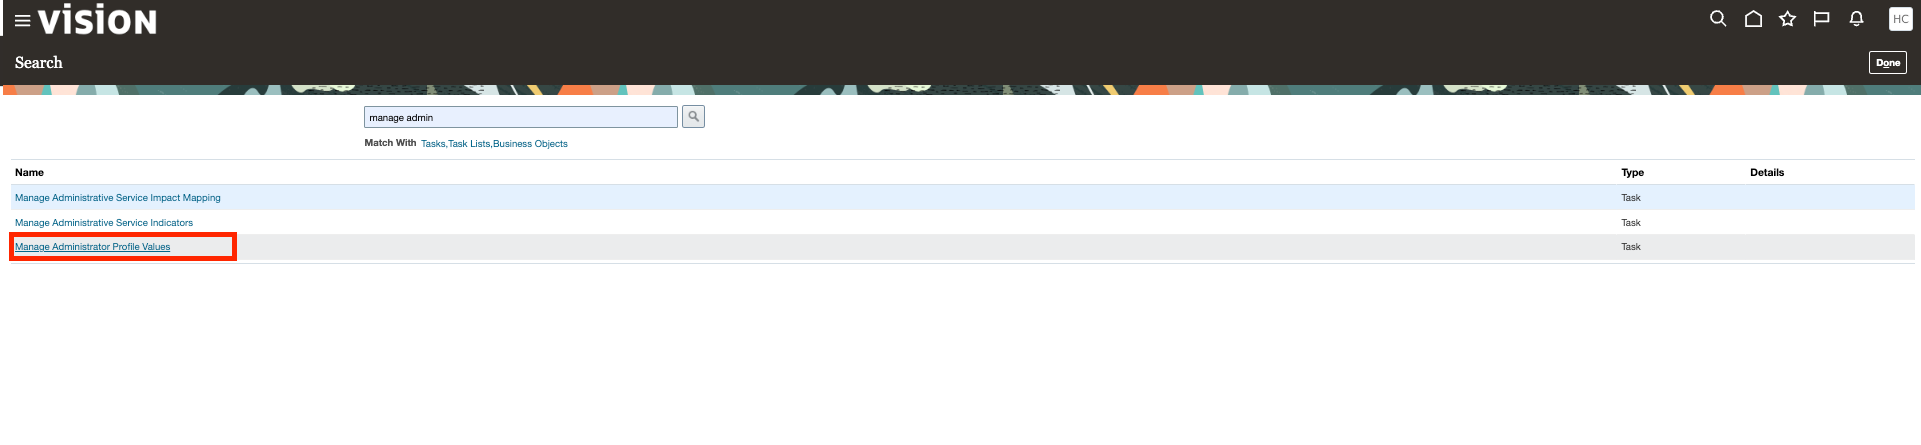 VISION
HC
Search
Done
manage admin
Match With Tasks,Task Lists,Business Objects
Name Type Details
Manage Administrative Service Impact Mapping Task
Manage Administrative Service Indicators Task
Manage Administrator Profile Values Task